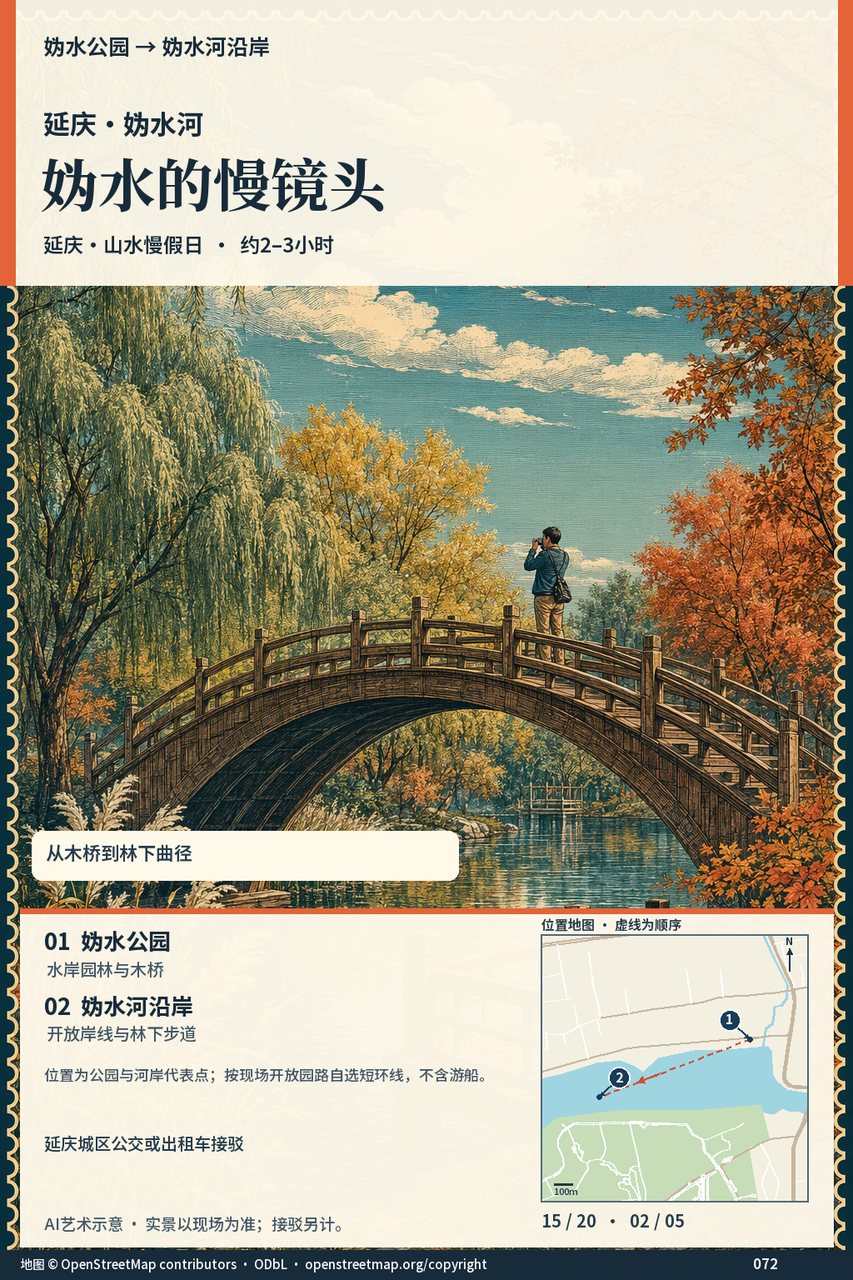 妫水公园 → 妫水河沿岸
延庆・妫水河
妫水的慢镜头
延庆・山水慢假日 · 约2–3小时
从木桥到林下曲径
01 妫水公园
水岸园林与木桥
02 妫水河沿岸
开放岸线与林下步道
位置为公园与河岸代表点；按现场开放园路自选短环线，不含游船。
延庆城区公交或出租车接驳
AI艺术示意・实景以现场为准；接驳另计。
位置地图 · 虚线为顺序
N
1
2
100m
15 / 20 · 02 / 05
地图 © OpenStreetMap contributors · ODbL · openstreetmap.org/copyright
072